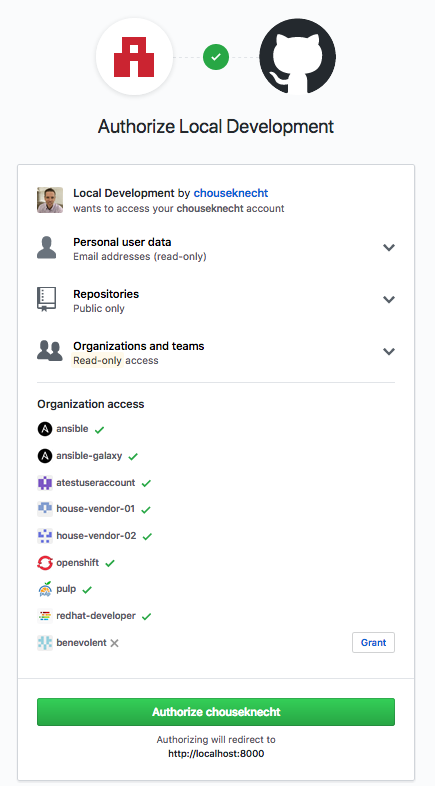 Authorize Local Development
Local Development by chouseknecht
wants to access your chouseknecht account
Personal user data
Email addresses (read-only)
Repositories
Public only
Organizations and teams
Read-only access
Organization access
A ansible
A ansible-galaxy
atestuseraccount
house-vendor-01
house-vendor-02
openshift
pulp
redhat-developer
benevolent
Grant
Authorize chouseknecht
Authorizing will redirect to
http://localhost:8000